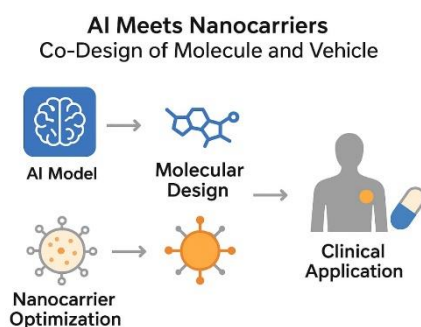 AI Meets Nanocarriers
Co-Design of Molecule and Vehicle
AI Model
Molecular
Design
Nanocarrier
Optimization
Clinical
Application